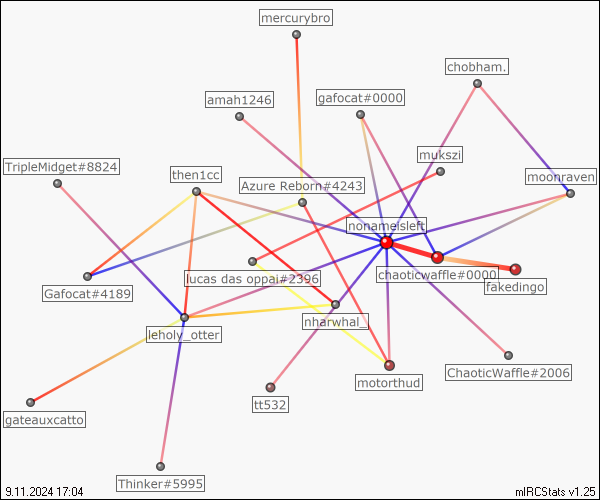 mercurybro
chobham.
amah1246
gafocat#0000
mukszi
TripleMidget#8824
then1cc
Azure Reborn#4243
moonraven
nonameisleft
chaoticwaffle#0000
lucas das oppai#2396
fakedingo
Gafocat#4189
nharwhal_
leholy_otter
ChaoticWaffle#2006
motorthud
tt532
gateauxcatto
Thinker#5995
9.11.2024 17:04
mIRCStats v1.25